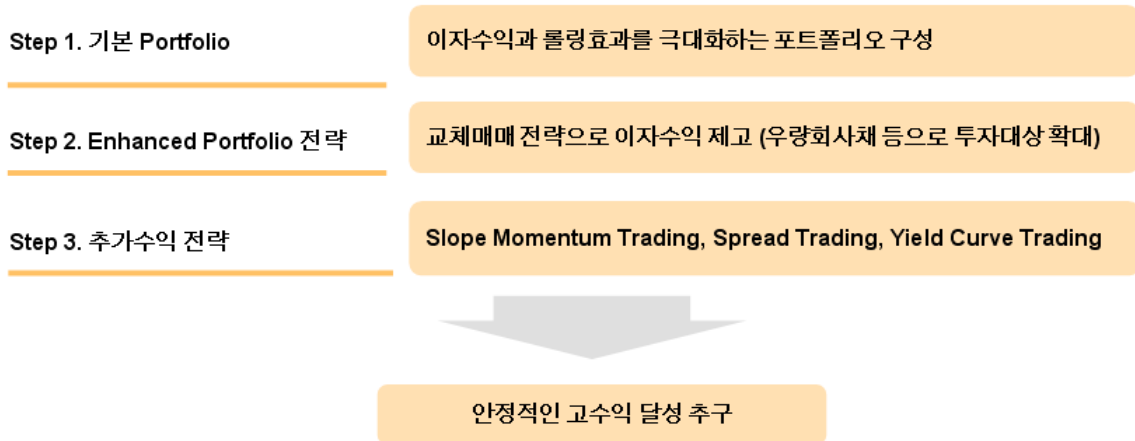 Step 1. 기본 Portfolio
이자수익과 롤링효과를 극대화하는 포트폴리오 구성
Step 2. Enhanced Portfolio 전략
교체매매 전략으로 이자수익 제고 (우량회사채 등으로 투자대상 확대)
Step 3. 추가수익 전략
Slope Momentum Trading, Spread Trading, Yield Curve Trading
안정적인 고수익 달성 추구